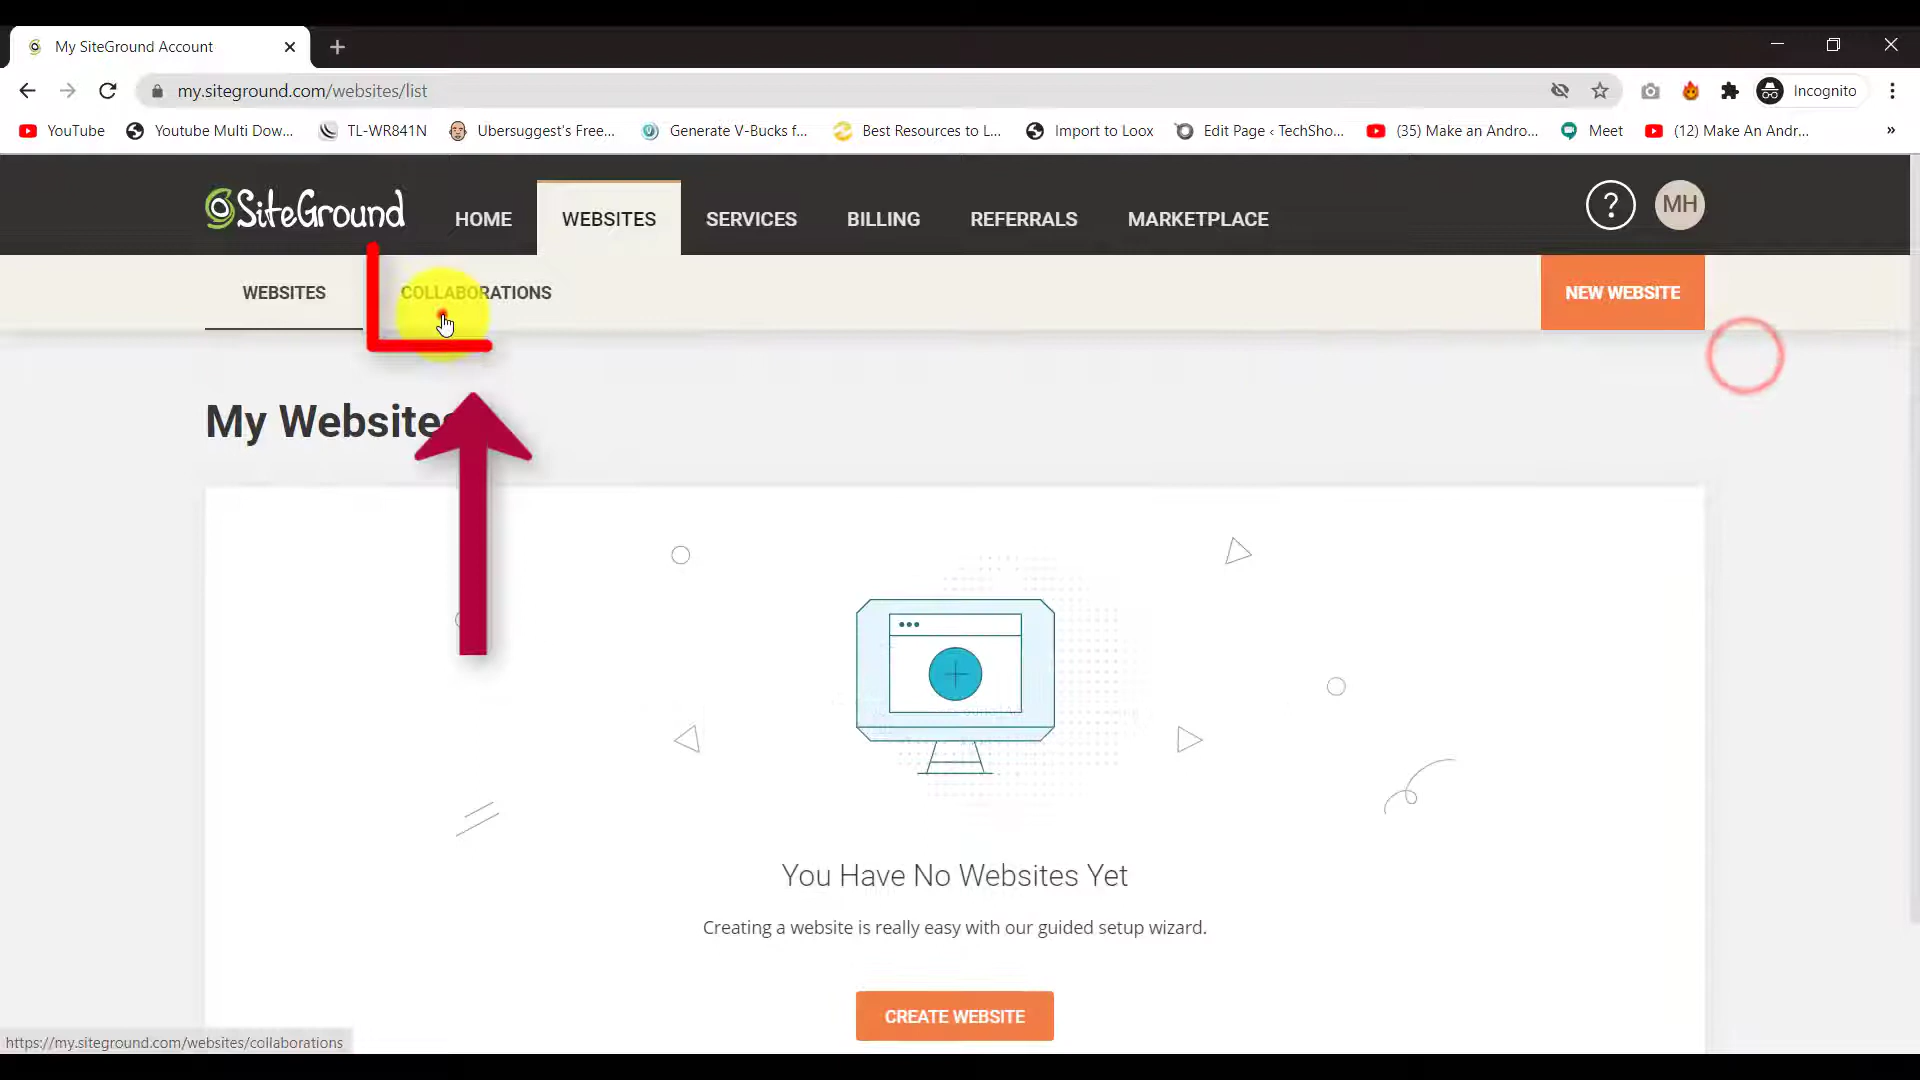 My SiteGround Account
my.siteground.com/websites/list
Incognito
YouTube
Youtube Multi Dow...
TL-WR841N
Ubersuggest's Free...
Generate V-Bucks f...
Best Resources to L...
Import to Loox
Edit Page ‹ TechSho...
(35) Make an Andro...
Meet
(12) Make An Andr...
»
SiteGround
HOME
WEBSITES
SERVICES
BILLING
REFERRALS
MARKETPLACE
?
MH
WEBSITES
COLLABORATIONS
NEW WEBSITE
My Websites
You Have No Websites Yet
Creating a website is really easy with our guided setup wizard.
CREATE WEBSITE
https://my.siteground.com/websites/collaborations